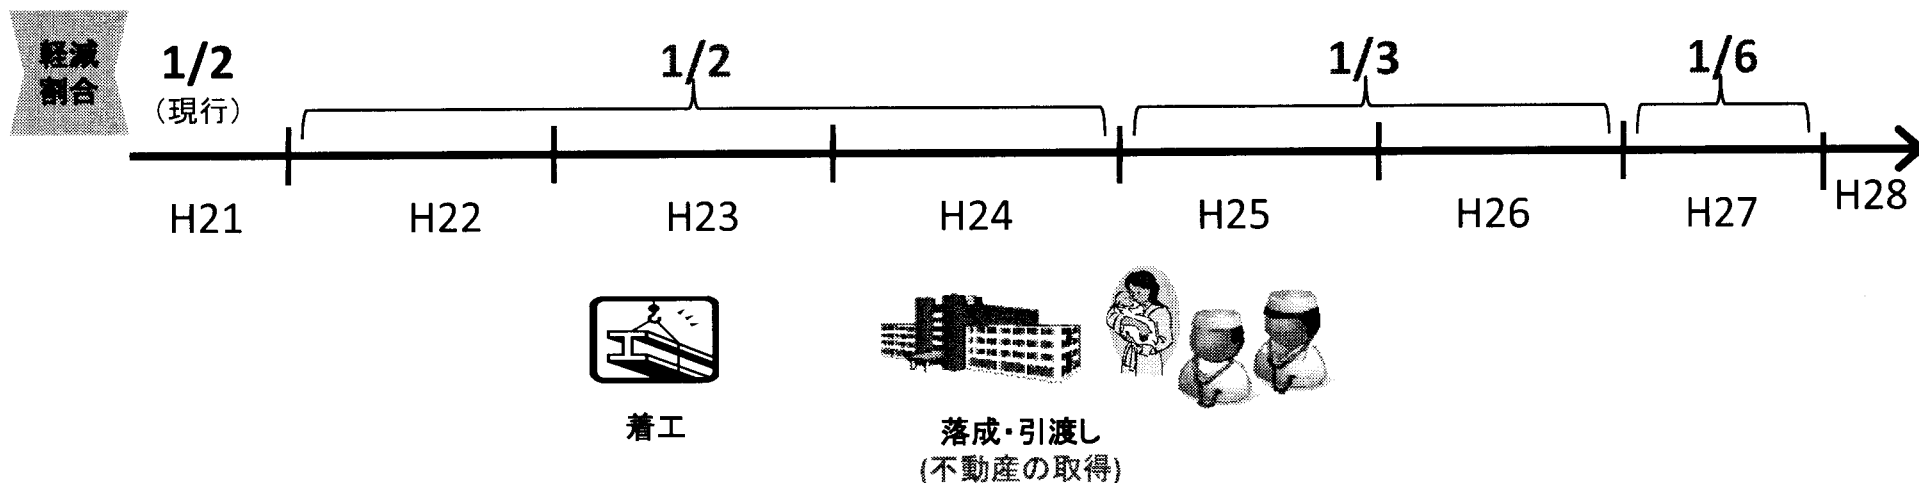 軽減
割合
1/2
(現行)
1/2
1/3
1/6
H21
H22
H23
H24
H25
H26
H27
H28
着工
落成・引渡し
(不動産の取得)